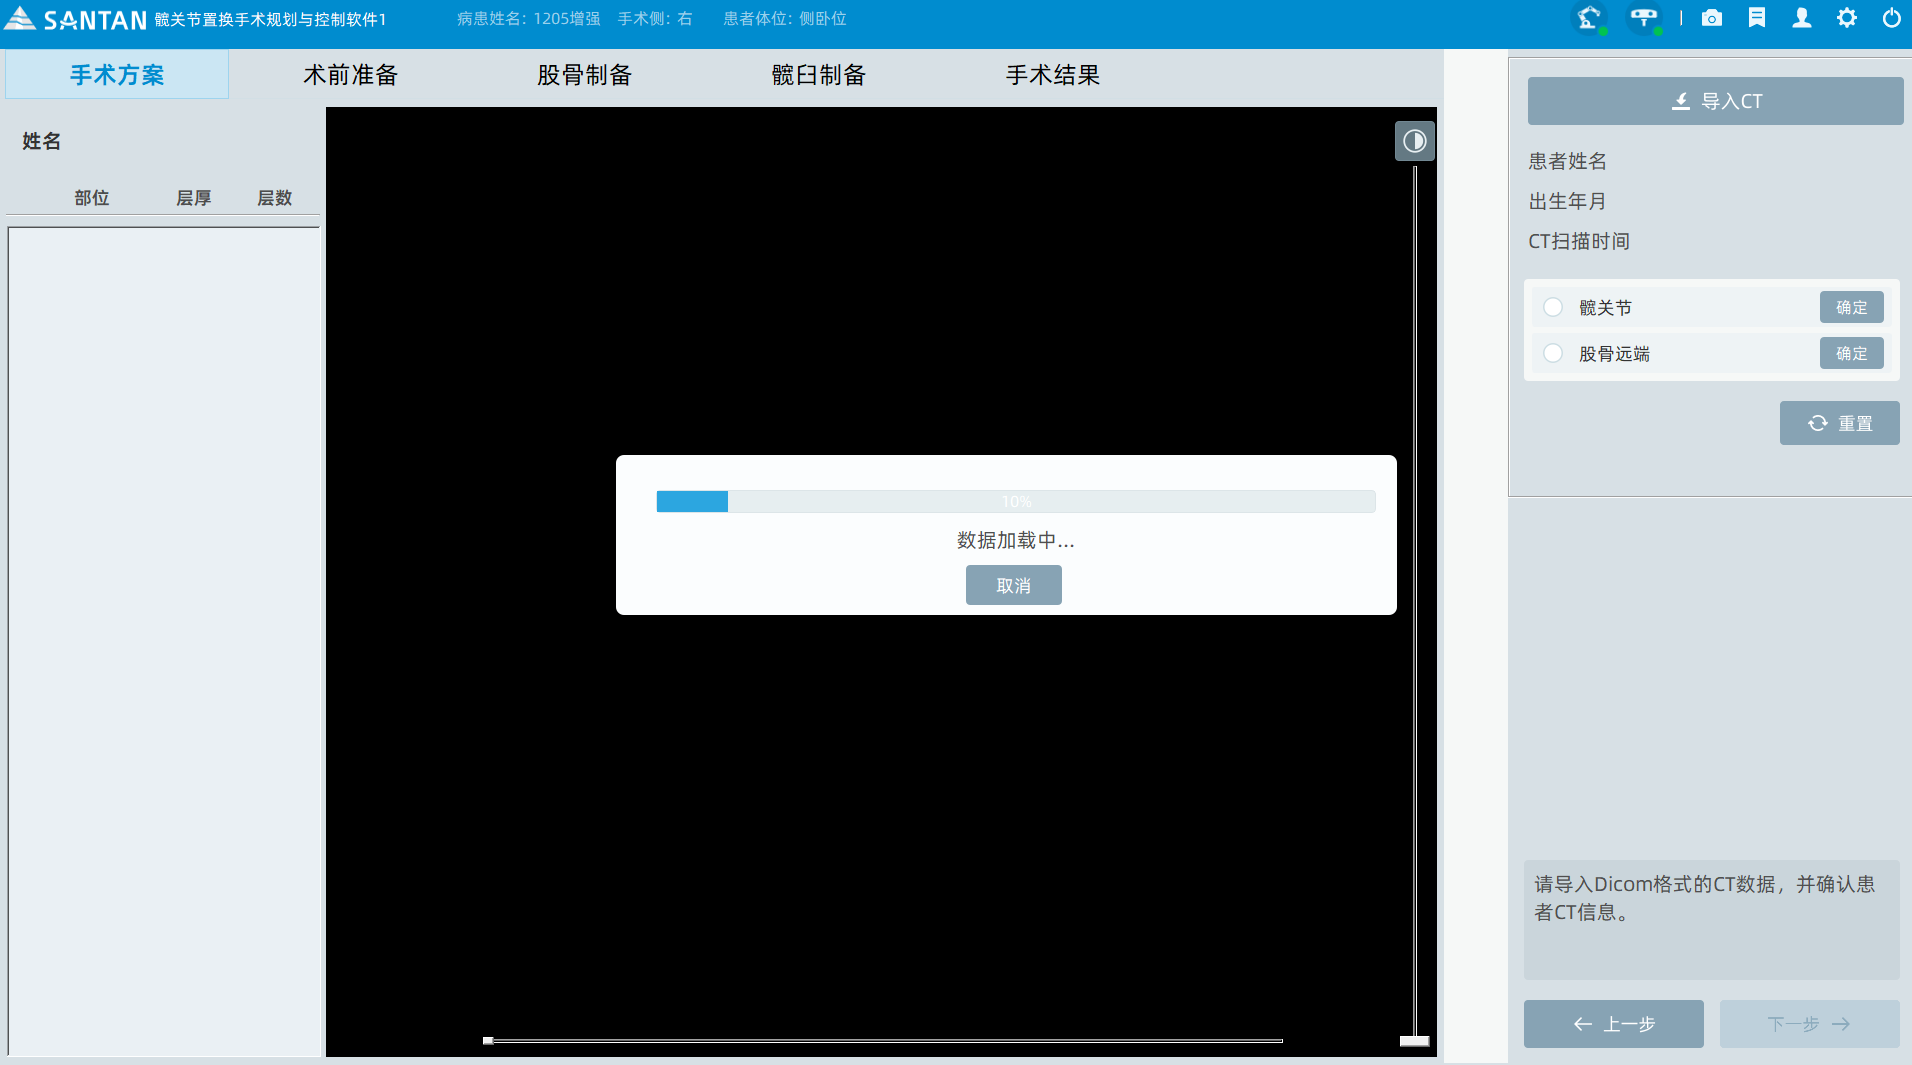 SANTAN 髋关节置换手术规划与控制软件1 病患姓名: 1205增强 手术侧: 右 患者体位: 侧卧位
手术方案 术前准备 股骨制备 髋臼制备 手术结果
姓名
部位 层厚 层数
10%
数据加载中...
取消
导入CT
患者姓名
出生年月
CT扫描时间
髋关节 确定
股骨远端 确定
重置
请导入Dicom格式的CT数据，并确认患
者CT信息。
上一步 下一步